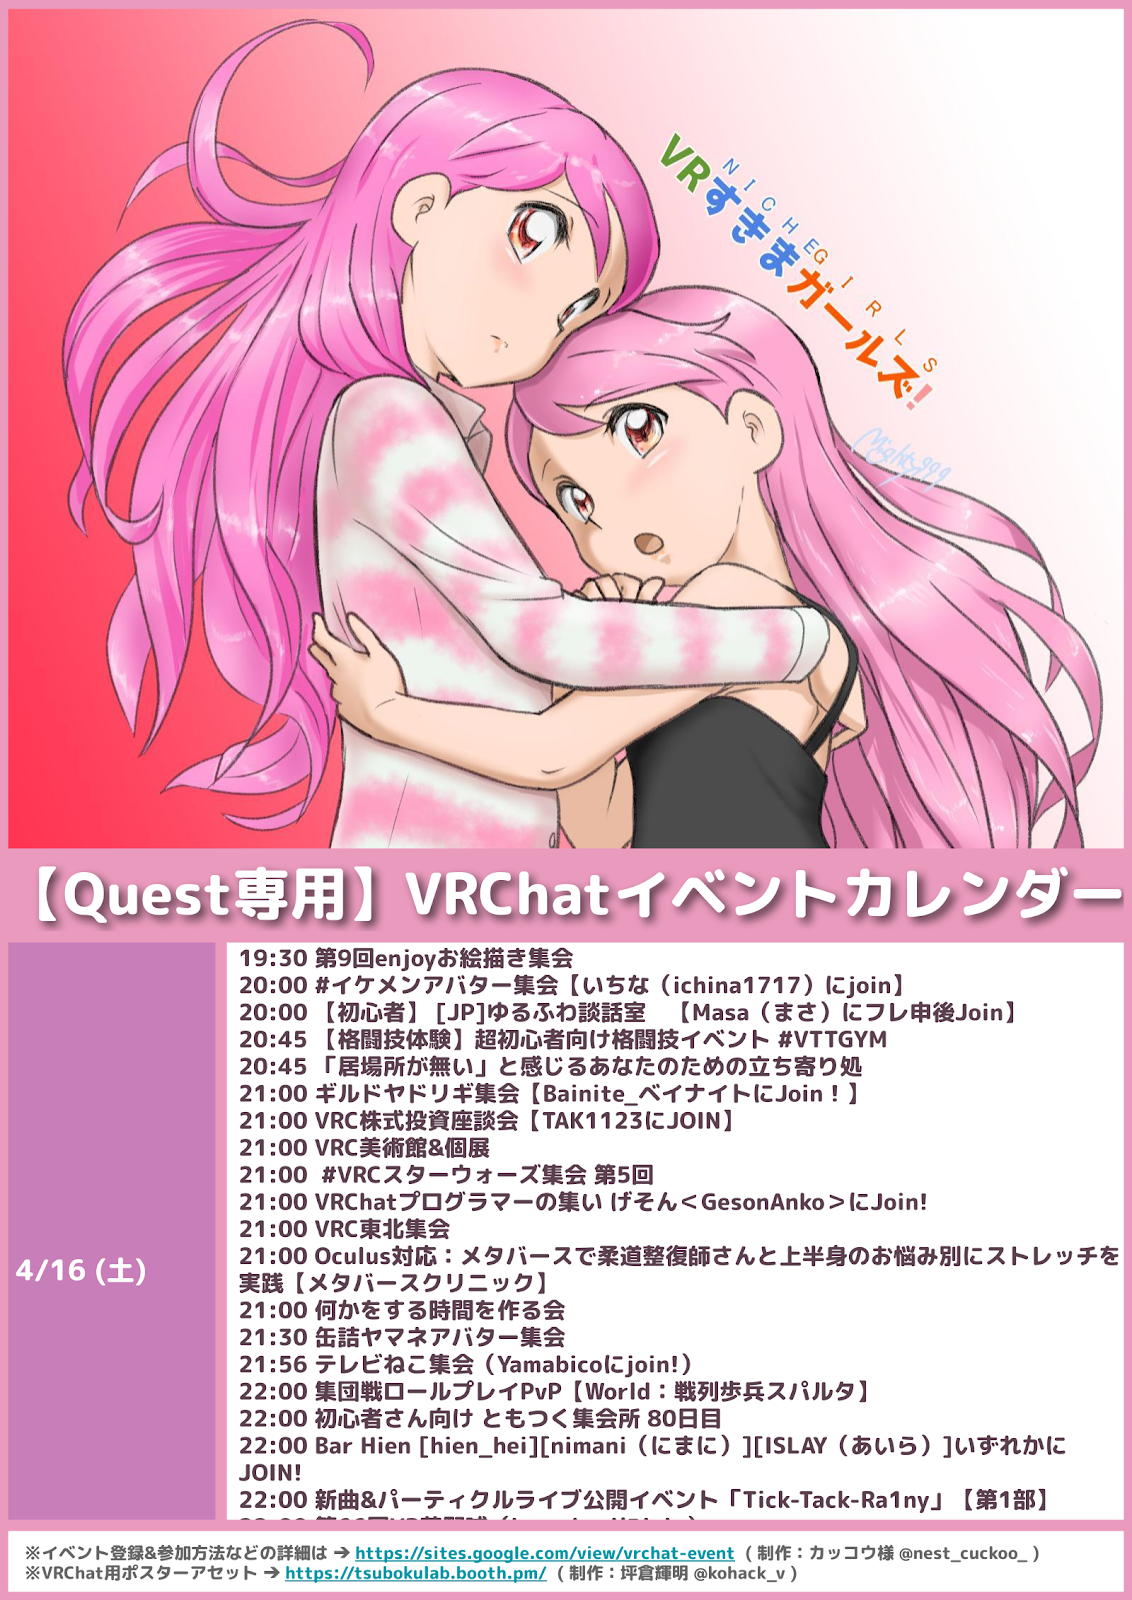 NICHE GIRLS
VRすきまガールズ!
Mighty999
【Quest専用】VRChatイベントカレンダー
4/16 (土)
19:30 第9回enjoyお絵描き集会
20:00 #イケメンアバター集会【いちな（ichina1717）にjoin】
20:00 【初心者】 [JP]ゆるふわ談話室　【Masa（まさ）にフレ申後Join】
20:45 【格闘技体験】超初心者向け格闘技イベント #VTTGYM
20:45 「居場所が無い」と感じるあなたのための立ち寄り処
21:00 ギルドヤドリギ集会【Bainite_ベイナイトにJoin！】
21:00 VRC株式投資座談会【TAK1123にJOIN】
21:00 VRC美術館&個展
21:00 #VRCスターウォーズ集会 第5回
21:00 VRChatプログラマーの集い げそん＜GesonAnko＞にJoin!
21:00 VRC東北集会
21:00 Oculus対応：メタバースで柔道整復師さんと上半身のお悩み別にストレッチを
実践【メタバースクリニック】
21:00 何かをする時間を作る会
21:30 缶詰ヤマネアバター集会
21:56 テレビねこ集会（Yamabicoにjoin!）
22:00 集団戦ロールプレイPvP【World：戦列歩兵スパルタ】
22:00 初心者さん向け ともつく集会所 80日目
22:00 Bar Hien [hien_hei][nimani（にまに）][ISLAY（あいら）]いずれかに
JOIN!
22:00 新曲&パーティクルライブ公開イベント「Tick-Tack-Ra1ny」【第1部】
※イベント登録&参加方法などの詳細は → https://sites.google.com/view/vrchat-event （ 制作：カッコウ様 @nest_cuckoo_ ）
※VRChat用ポスターアセット → https://tsubokulab.booth.pm/ （ 制作：坪倉輝明 @kohack_v ）